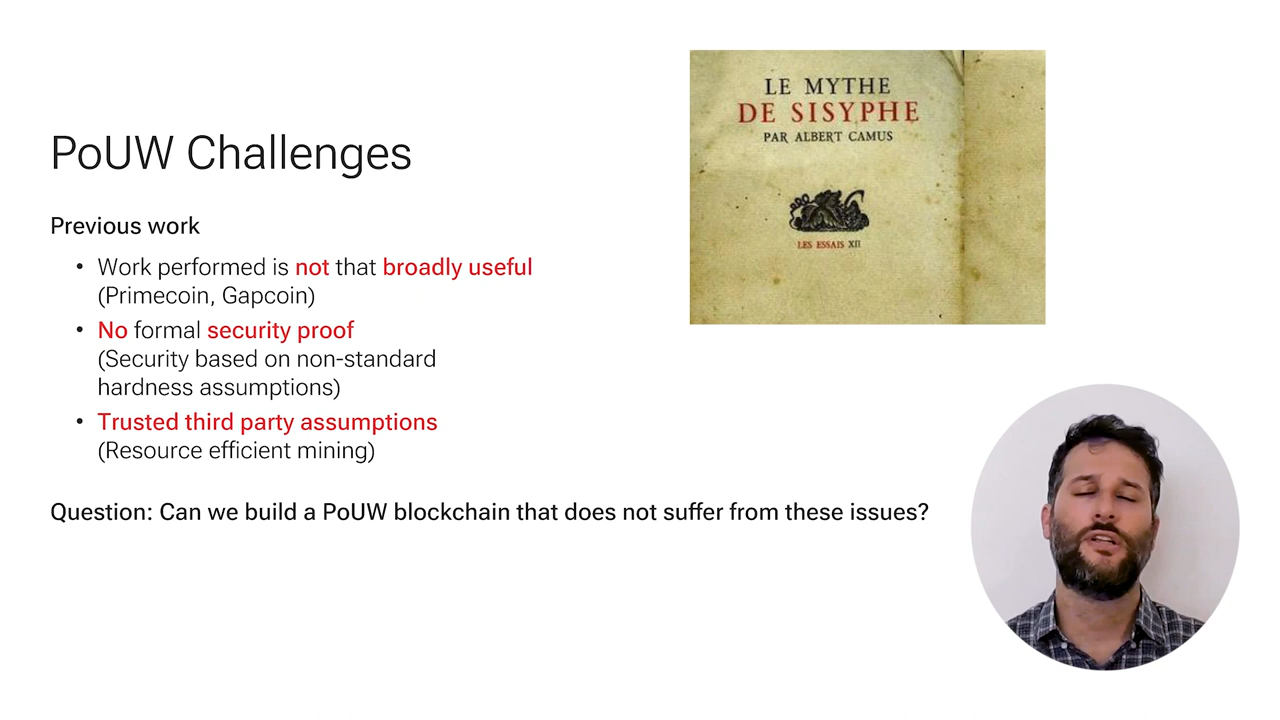 PoUW Challenges
Previous work
• Work performed is not that broadly useful
(Primecoin, Gapcoin)
• No formal security proof
(Security based on non-standard
hardness assumptions)
• Trusted third party assumptions
(Resource efficient mining)
Question: Can we build a PoUW blockchain that does not suffer from these issues?
LE MYTHE
DE SISYPHE
PAR ALBERT CAMUS
LES ESSAIS XII